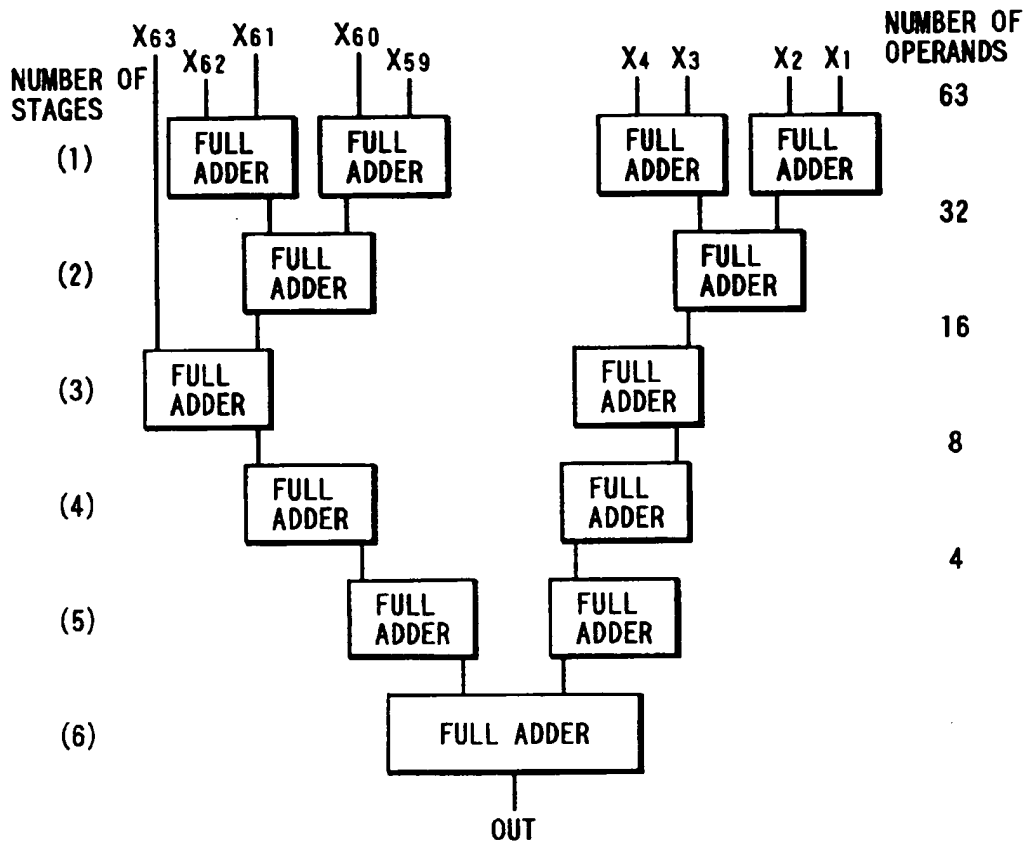 NUMBER OF
OPERANDS
X63 X61 X60
X62 X59 X4 X3 X2 X1
NUMBER OF
STAGES
63
(1) FULL
ADDER FULL
ADDER FULL
ADDER FULL
ADDER
32
(2) FULL
ADDER FULL
ADDER
16
(3) FULL
ADDER FULL
ADDER
8
(4) FULL
ADDER FULL
ADDER
4
(5) FULL
ADDER FULL
ADDER
(6) FULL ADDER
OUT